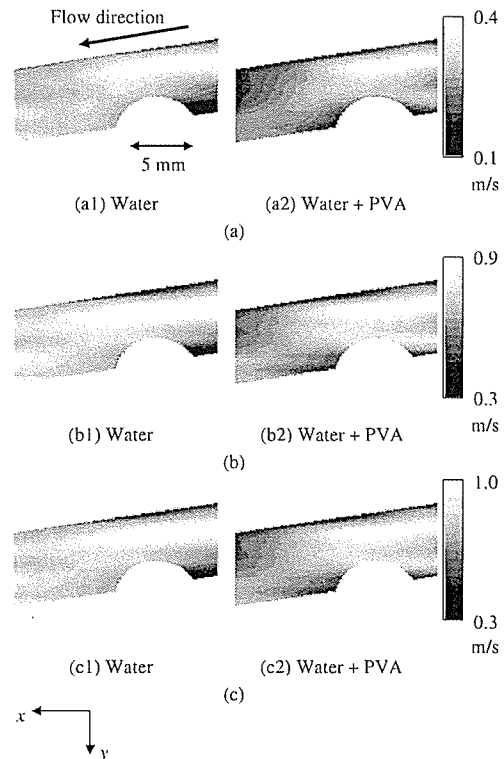 Flow direction
0.4
5 mm
0.1
m/s
(a1) Water
(a2) Water + PVA
(a)
0.9
0.3
m/s
(b1) Water
(b2) Water + PVA
(b)
1.0
0.3
m/s
(c1) Water
(c2) Water + PVA
(c)
x
y